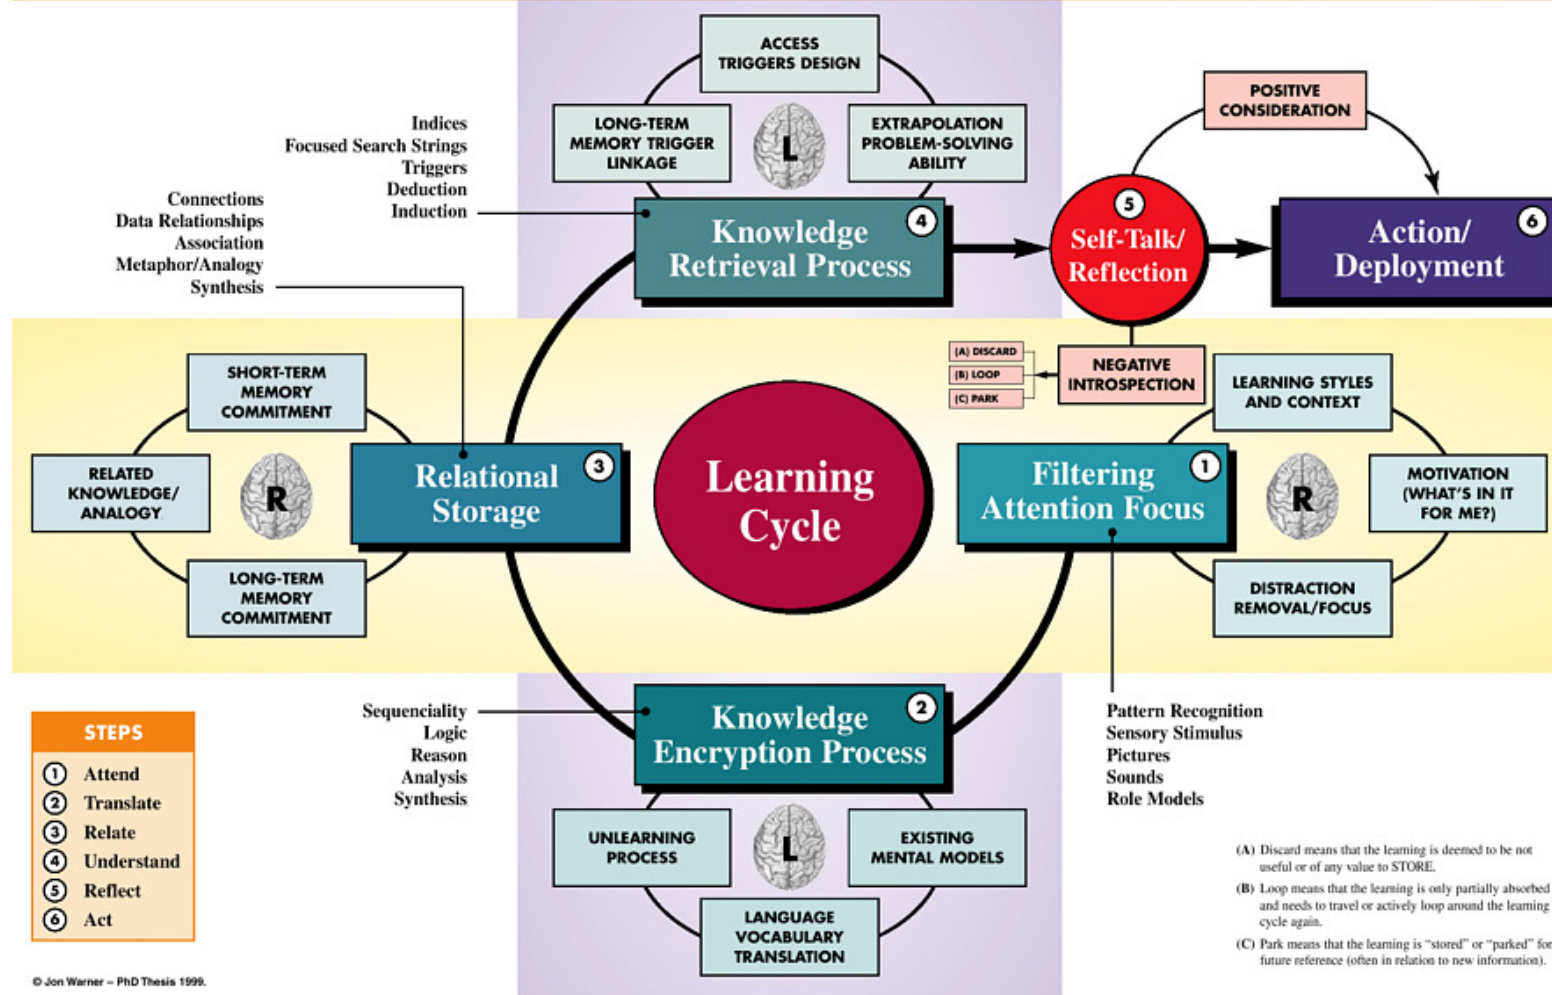 ACCESS
TRIGGERS DESIGN
LONG-TERM
MEMORY TRIGGER
LINKAGE
L
EXTRAPOLATION
PROBLEM-SOLVING
ABILITY
Indices
Focused Search Strings
Triggers
Deduction
Induction
Knowledge
Retrieval Process
4
POSITIVE
CONSIDERATION
5
Self-Talk/
Reflection
Action/
Deployment
6
Connections
Data Relationships
Association
Metaphor/Analogy
Synthesis
NEGATIVE
INTROSPECTION
(A) DISCARD
(B) LOOP
(C) PARK
SHORT-TERM
MEMORY
COMMITMENT
RELATED
KNOWLEDGE/
ANALOGY
R
LONG-TERM
MEMORY
COMMITMENT
Relational
Storage
3
Learning
Cycle
Filtering
Attention Focus
1
LEARNING STYLES
AND CONTEXT
R
MOTIVATION
(WHAT'S IN IT
FOR ME?)
DISTRACTION
REMOVAL/FOCUS
Pattern Recognition
Sensory Stimulus
Pictures
Sounds
Role Models
Sequenciality
Logic
Reason
Analysis
Synthesis
Knowledge
Encryption Process
2
UNLEARNING
PROCESS
L
EXISTING
MENTAL MODELS
LANGUAGE
VOCABULARY
TRANSLATION
STEPS
1 Attend
2 Translate
3 Relate
4 Understand
5 Reflect
6 Act
(A) Discard means that the learning is deemed to be not
useful or of any value to STORE.
(B) Loop means that the learning is only partially absorbed
and needs to travel or actively loop around the learning
cycle again.
(C) Park means that the learning is “stored” or “parked” for
future reference (often in relation to new information).
© Jon Warner – PhD Thesis 1999.